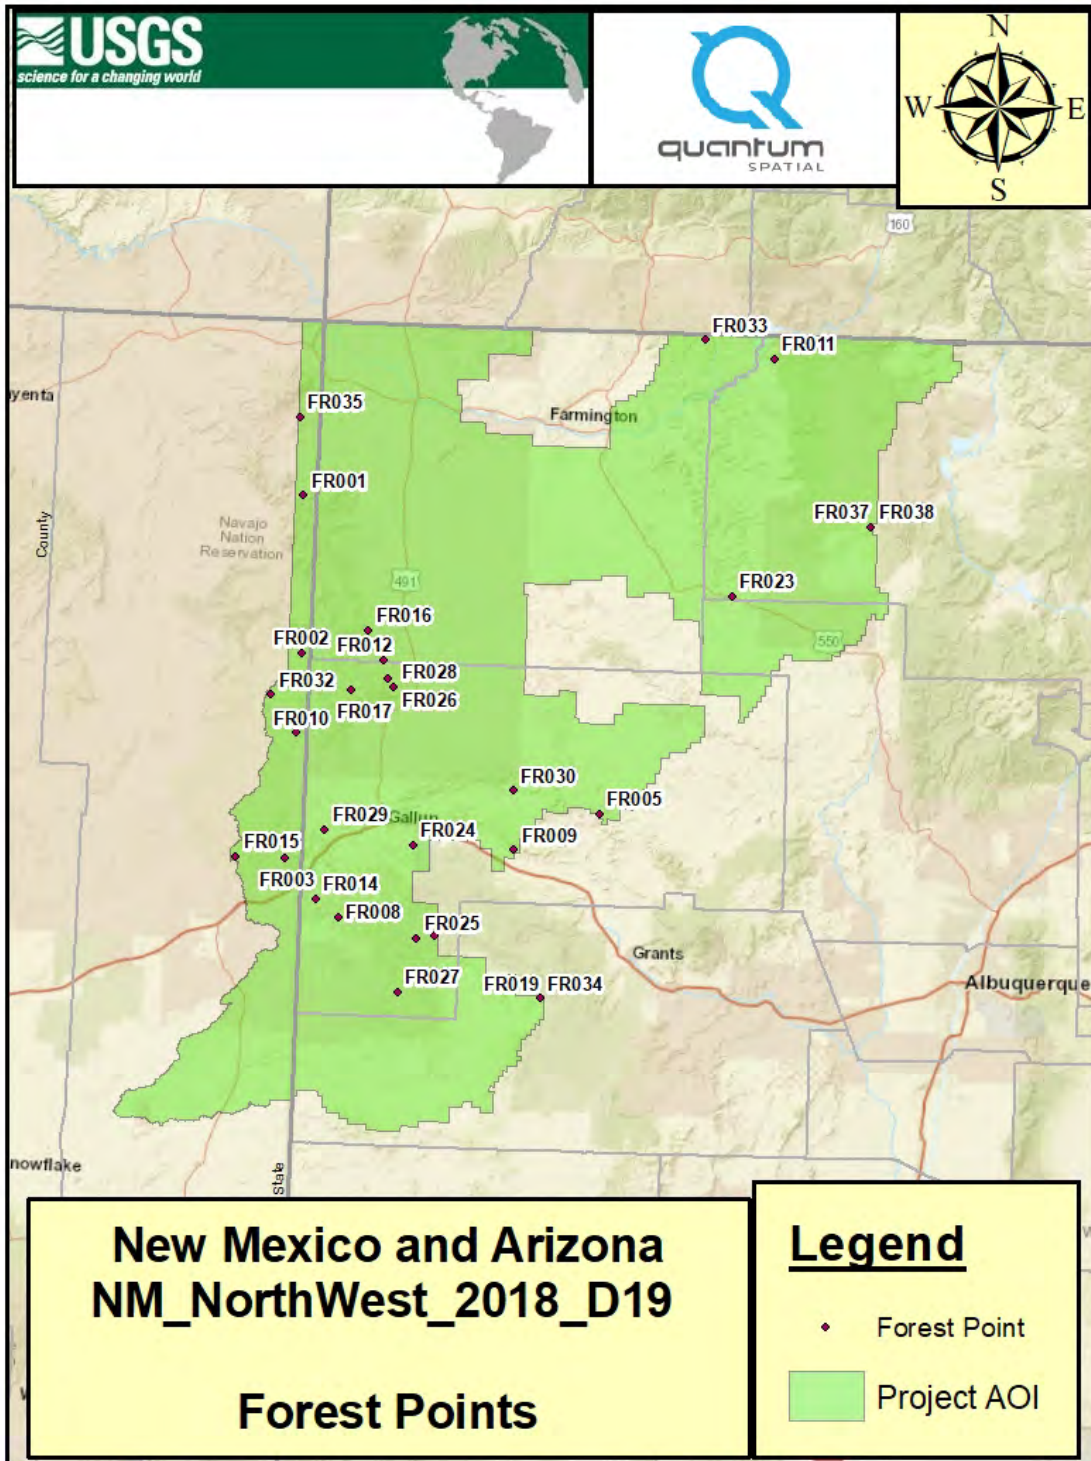 USGS
science for a changing world
quantum
SPATIAL
N
W
E
S
160
FR033
FR011
yenta
FR035
Farmington
FR001
FR037
FR038
County
Navajo
Nation
Reservation
491
FR023
FR016
FR002
FR012
550
FR028
FR032
FR026
FR017
FR010
FR030
FR005
FR029
Gallup
FR024
FR009
FR015
FR003
FR014
FR008
FR025
Grants
FR027
FR019
FR034
Albuquerque
nowflake
State
New Mexico and Arizona
NM_NorthWest_2018_D19
Forest Points
Legend
Forest Point
Project AOI